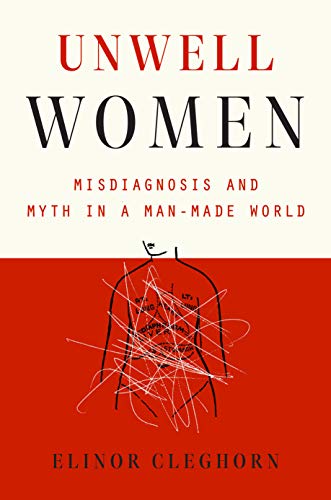 UNWELL
WOMEN
MISDIAGNOSIS AND
MYTH IN A MAN-MADE WORLD
ELINOR CLEGHORN